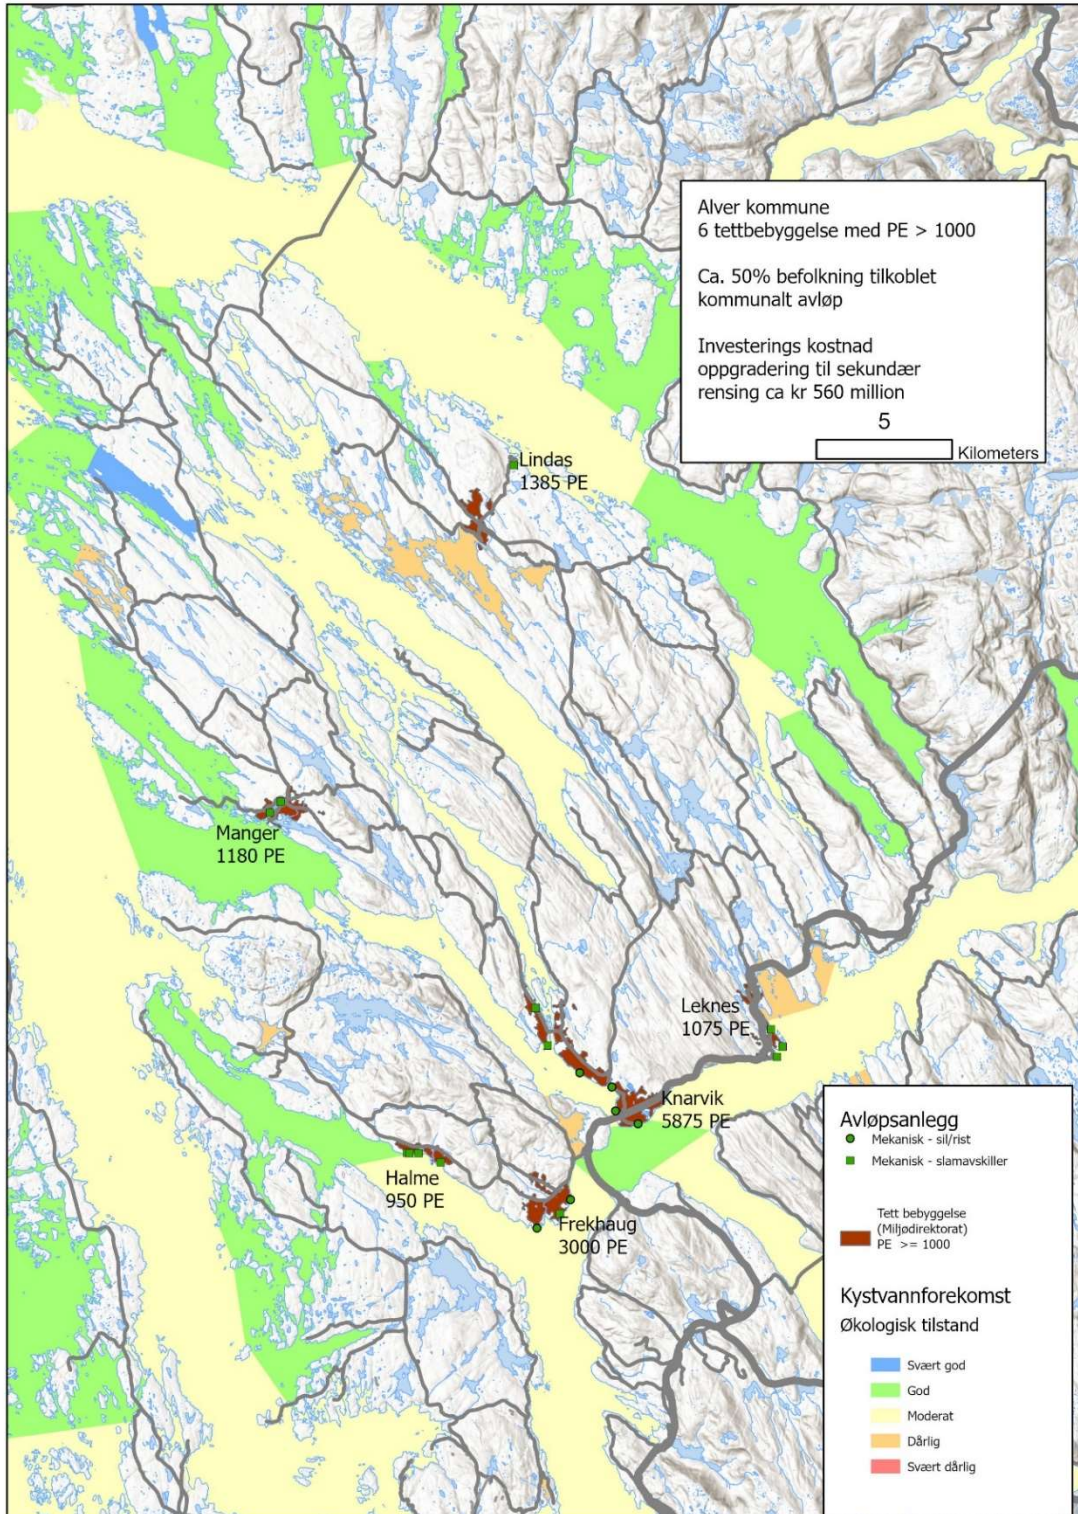 Alver kommune
6 tettbebyggelse med PE > 1000
Ca. 50% befolkning tilkoblet
kommunalt avløp
Investerings kostnad
oppgradering til sekundær
rensing ca kr 560 million
5
Kilometers
Lindas
1385 PE
Manger
1180 PE
Leknes
1075 PE
Knarvik
5875 PE
Halme
950 PE
Frekhaug
3000 PE
Avløpsanlegg
Mekanisk - sil/rist
Mekanisk - slamavskiller
Tett bebyggelse
(Miljødirektorat)
PE >= 1000
Kystvannforekomst
Økologisk tilstand
Svært god
God
Moderat
Dårlig
Svært dårlig